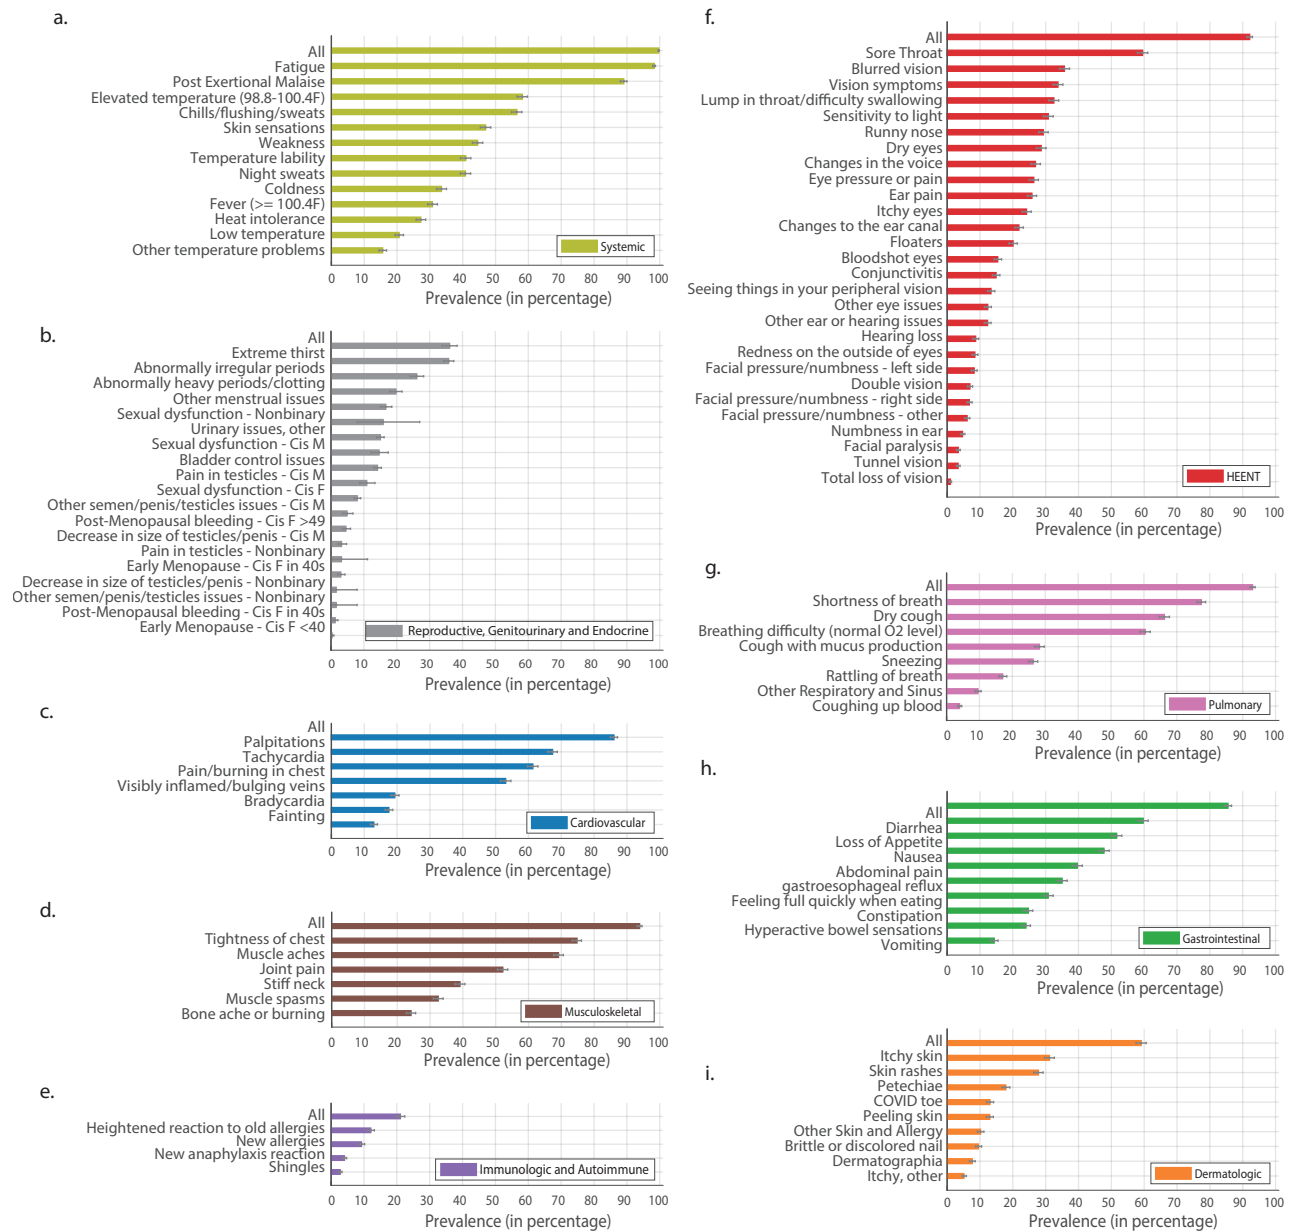 a.
All
Fatigue
Post Exertional Malaise
Elevated temperature (98.8-100.4F)
Chills/flushing/sweats
Skin sensations
Weakness
Temperature lability
Night sweats
Coldness
Fever (>= 100.4F)
Heat intolerance
Low temperature
Other temperature problems
Systemic
0 10 20 30 40 50 60 70 80 90 100
Prevalence (in percentage)
b.
All
Extreme thirst
Abnormally irregular periods
Abnormally heavy periods/clotting
Other menstrual issues
Sexual dysfunction - Nonbinary
Urinary issues, other
Sexual dysfunction - Cis M
Bladder control issues
Pain in testicles - Cis M
Sexual dysfunction - Cis F
Other semen/penis/testicles issues - Cis M
Post-Menopausal bleeding - Cis F >49
Decrease in size of testicles/penis - Cis M
Pain in testicles - Nonbinary
Early Menopause - Cis F in 40s
Decrease in size of testicles/penis - Nonbinary
Other semen/penis/testicles issues - Nonbinary
Post-Menopausal bleeding - Cis F in 40s
Early Menopause - Cis F <40
Reproductive, Genitourinary and Endocrine
0 10 20 30 40 50 60 70 80 90 100
Prevalence (in percentage)
c.
All
Palpitations
Tachycardia
Pain/burning in chest
Visibly inflamed/bulging veins
Bradycardia
Fainting
Cardiovascular
0 10 20 30 40 50 60 70 80 90 100
Prevalence (in percentage)
d.
All
Tightness of chest
Muscle aches
Joint pain
Stiff neck
Muscle spasms
Bone ache or burning
Musculoskeletal
0 10 20 30 40 50 60 70 80 90 100
Prevalence (in percentage)
e.
All
Heightened reaction to old allergies
New allergies
New anaphylaxis reaction
Shingles
Immunologic and Autoimmune
0 10 20 30 40 50 60 70 80 90 100
Prevalence (in percentage)
f.
All
Sore Throat
Blurred vision
Vision symptoms
Lump in throat/difficulty swallowing
Sensitivity to light
Runny nose
Dry eyes
Changes in the voice
Eye pressure or pain
Ear pain
Itchy eyes
Changes to the ear canal
Floaters
Bloodshot eyes
Conjunctivitis
Seeing things in your peripheral vision
Other eye issues
Other ear or hearing issues
Hearing loss
Redness on the outside of eyes
Facial pressure/numbness - left side
Double vision
Facial pressure/numbness - right side
Facial pressure/numbness - other
Numbness in ear
Facial paralysis
Tunnel vision
Total loss of vision
HEENT
0 10 20 30 40 50 60 70 80 90 100
Prevalence (in percentage)
g.
All
Shortness of breath
Dry cough
Breathing difficulty (normal O2 level)
Cough with mucus production
Sneezing
Rattling of breath
Other Respiratory and Sinus
Coughing up blood
Pulmonary
0 10 20 30 40 50 60 70 80 90 100
Prevalence (in percentage)
h.
All
Diarrhea
Loss of Appetite
Nausea
Abdominal pain
gastroesophageal reflux
Feeling full quickly when eating
Constipation
Hyperactive bowel sensations
Vomiting
Gastrointestinal
0 10 20 30 40 50 60 70 80 90 100
Prevalence (in percentage)
i.
All
Itchy skin
Skin rashes
Petechiae
COVID toe
Peeling skin
Other Skin and Allergy
Brittle or discolored nail
Dermatographia
Itchy, other
Dermatologic
0 10 20 30 40 50 60 70 80 90 100
Prevalence (in percentage)